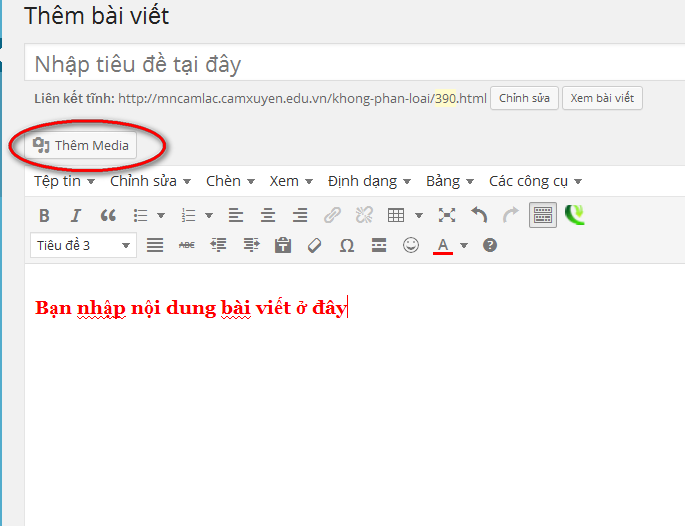 Thêm bài viết
Nhập tiêu đề tại đây
Liên kết tĩnh: http://mncamlac.camxuyen.edu.vn/khong-phan-loai/390.html Chỉnh sửa Xem bài viết
Thêm Media
Tệp tin Chỉnh sửa Chèn Xem Định dạng Bảng Các công cụ
B I
Tiêu đề 3 ABC Ω A
Bạn nhập nội dung bài viết ở đây